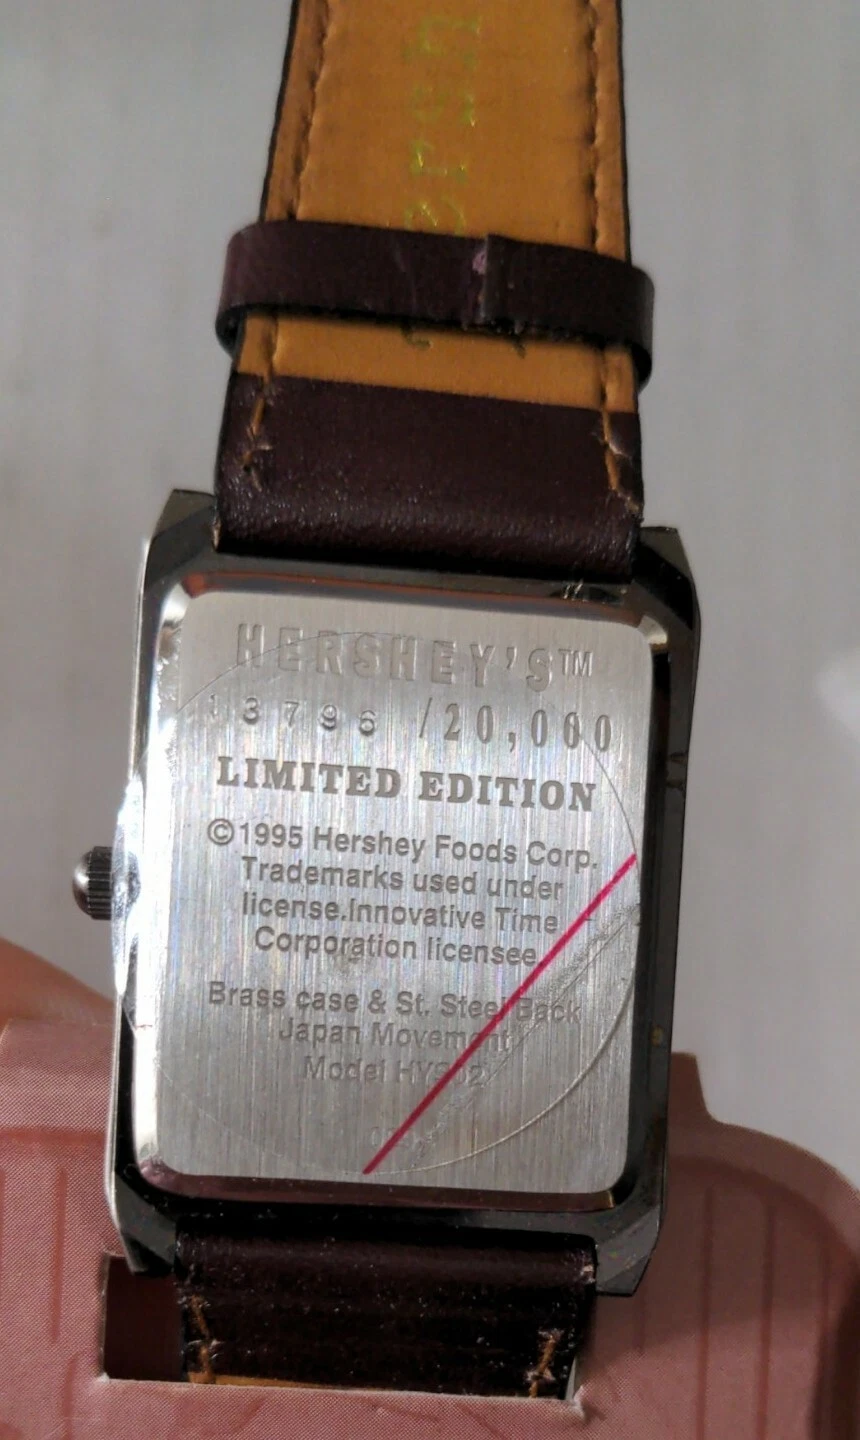 HERSHEY'S™
13796 /20,000
LIMITED EDITION
©1995 Hershey Foods Corp.
Trademarks used under
license.Innovative Time
Corporation licensee.
Brass case & St. Steel Back
Japan Movement
Model